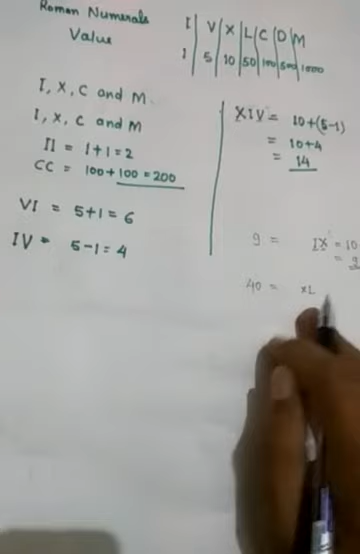 Roman Numerals I | V | X | L | C | D | M
Value 1 | 5 | 10 | 50 | 100 | 500 | 1000
I, X, C and M.
I, X, C and M
II = 1+1=2
CC = 100+100=200
VI = 5+1=6
IV = 5-1=4
XIV = 10+(5-1)
= 10+4
= 14
9 = IX = 10
= 9
40 = XL